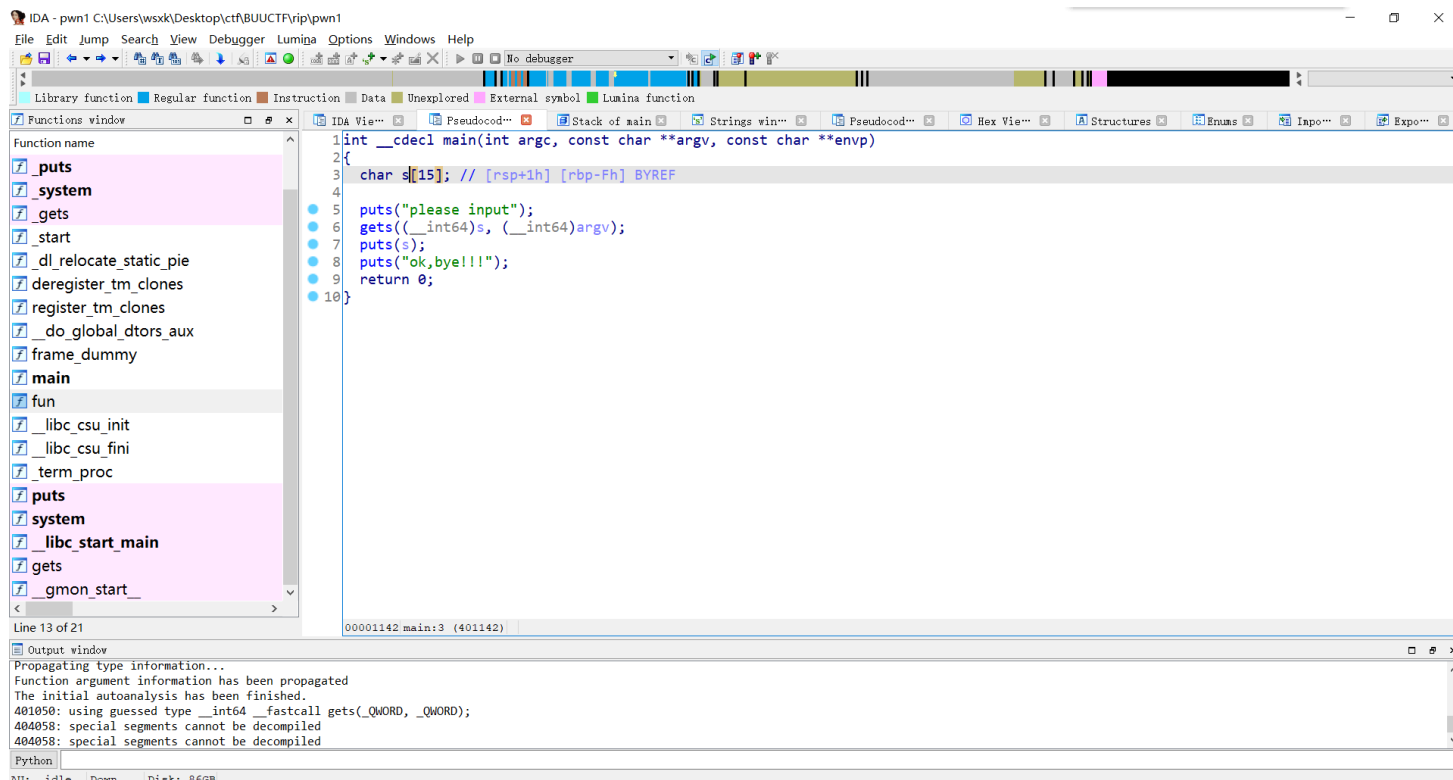 IDA - pwn1 C:\Users\wsxk\Desktop\ctf\BUUCTF\rip\pwn1
File Edit Jump Search View Debugger Lumina Options Windows Help
No debugger
Library function Regular function Instruction Data Unexplored External symbol Lumina function
Functions window
IDA Vie… Pseudocod… Stack of main Strings win… Pseudocod… Hex Vie… Structures Enums Impo… Expo…
Function name
_puts
_system
_gets
_start
_dl_relocate_static_pie
deregister_tm_clones
register_tm_clones
__do_global_dtors_aux
frame_dummy
main
fun
__libc_csu_init
__libc_csu_fini
_term_proc
puts
system
__libc_start_main
gets
__gmon_start__
Line 13 of 21
1 int __cdecl main(int argc, const char **argv, const char **envp)
2 {
3 char s[15]; // [rsp+1h] [rbp-Fh] BYREF
4
5 puts("please input");
6 gets((__int64)s, (__int64)argv);
7 puts(s);
8 puts("ok,bye!!!");
9 return 0;
10 }
00001142 main:3 (401142)
Output window
Propagating type information...
Function argument information has been propagated
The initial autoanalysis has been finished.
401050: using guessed type __int64 __fastcall gets(_QWORD, _QWORD);
404058: special segments cannot be decompiled
404058: special segments cannot be decompiled
Python
AU: idle Down Disk: 86GB